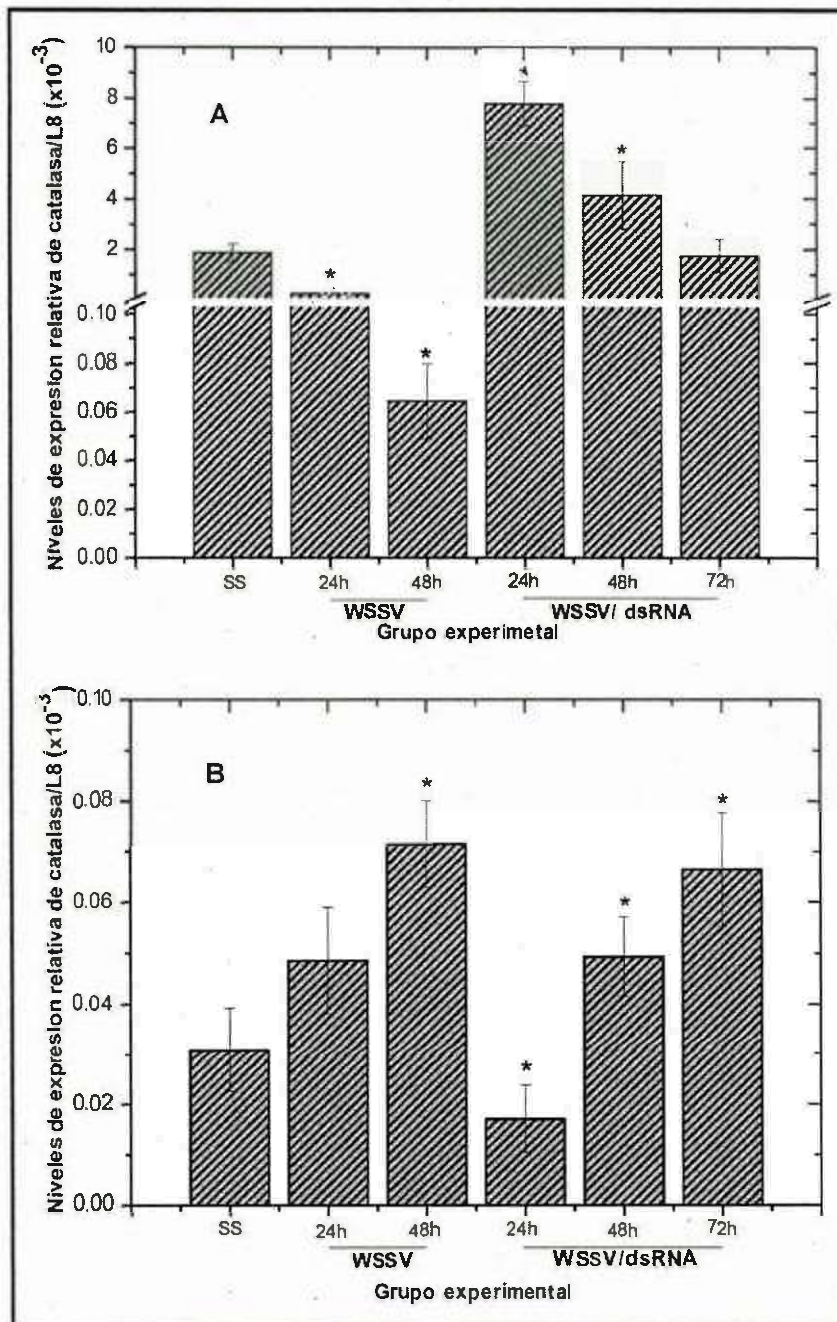 Niveles de expresion relativa de catalasa/L8 (x10⁻³)
A
10
8
6
4
2
0.10
0.08
0.06
0.04
0.02
0.00
*
*
*
*
SS
24h
48h
24h
48h
72h
WSSV
WSSV/ dsRNA
Grupo experimetal
Niveles de expresion relativa de catalasa/L8 (x10⁻³)
B
0.10
0.08
0.06
0.04
0.02
0.00
*
*
*
*
SS
24h
48h
24h
48h
72h
WSSV
WSSV/dsRNA
Grupo experimental